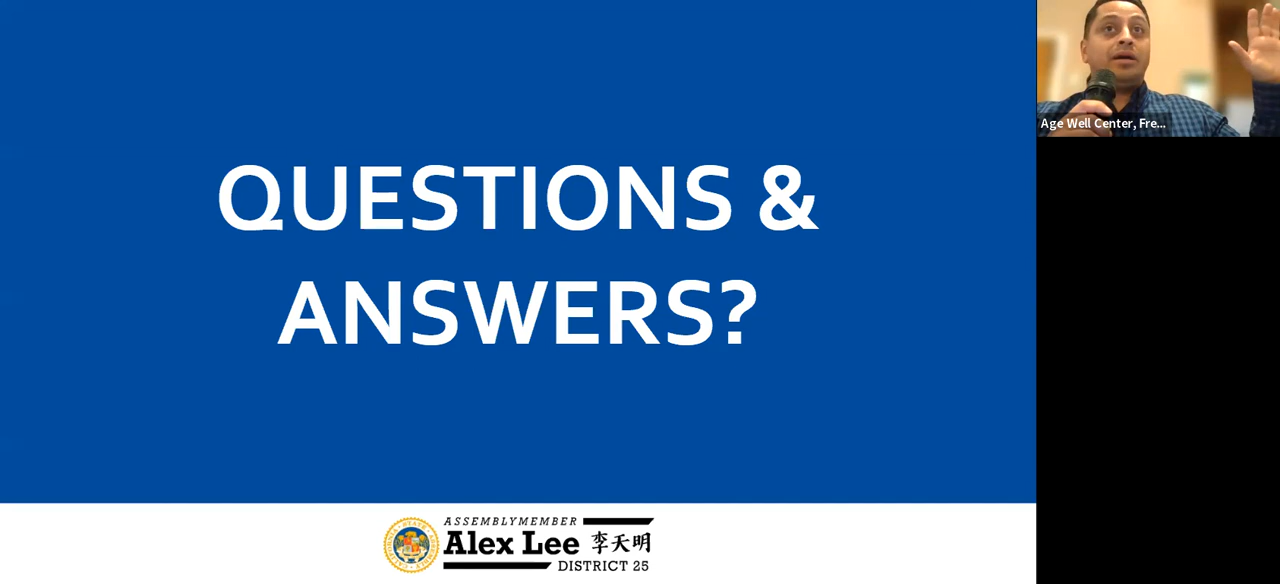 QUESTIONS &
ANSWERS?
ASSEMBLYMEMBER
Alex Lee 李天明
DISTRICT 25
Age Well Center, Fre...